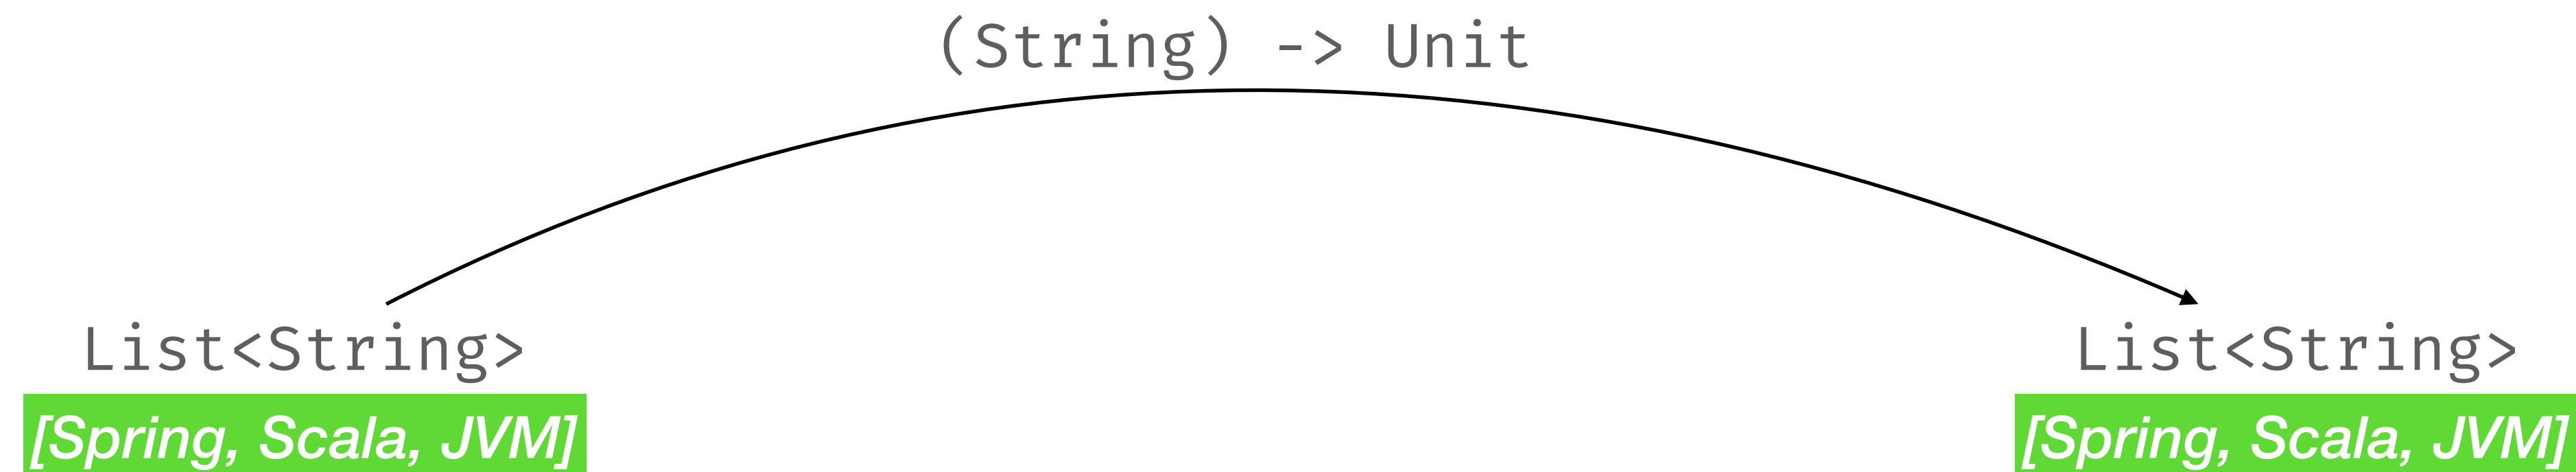 (String) -> Unit
List<String>
List<String>
[Spring, Scala, JVM]
[Spring, Scala, JVM]